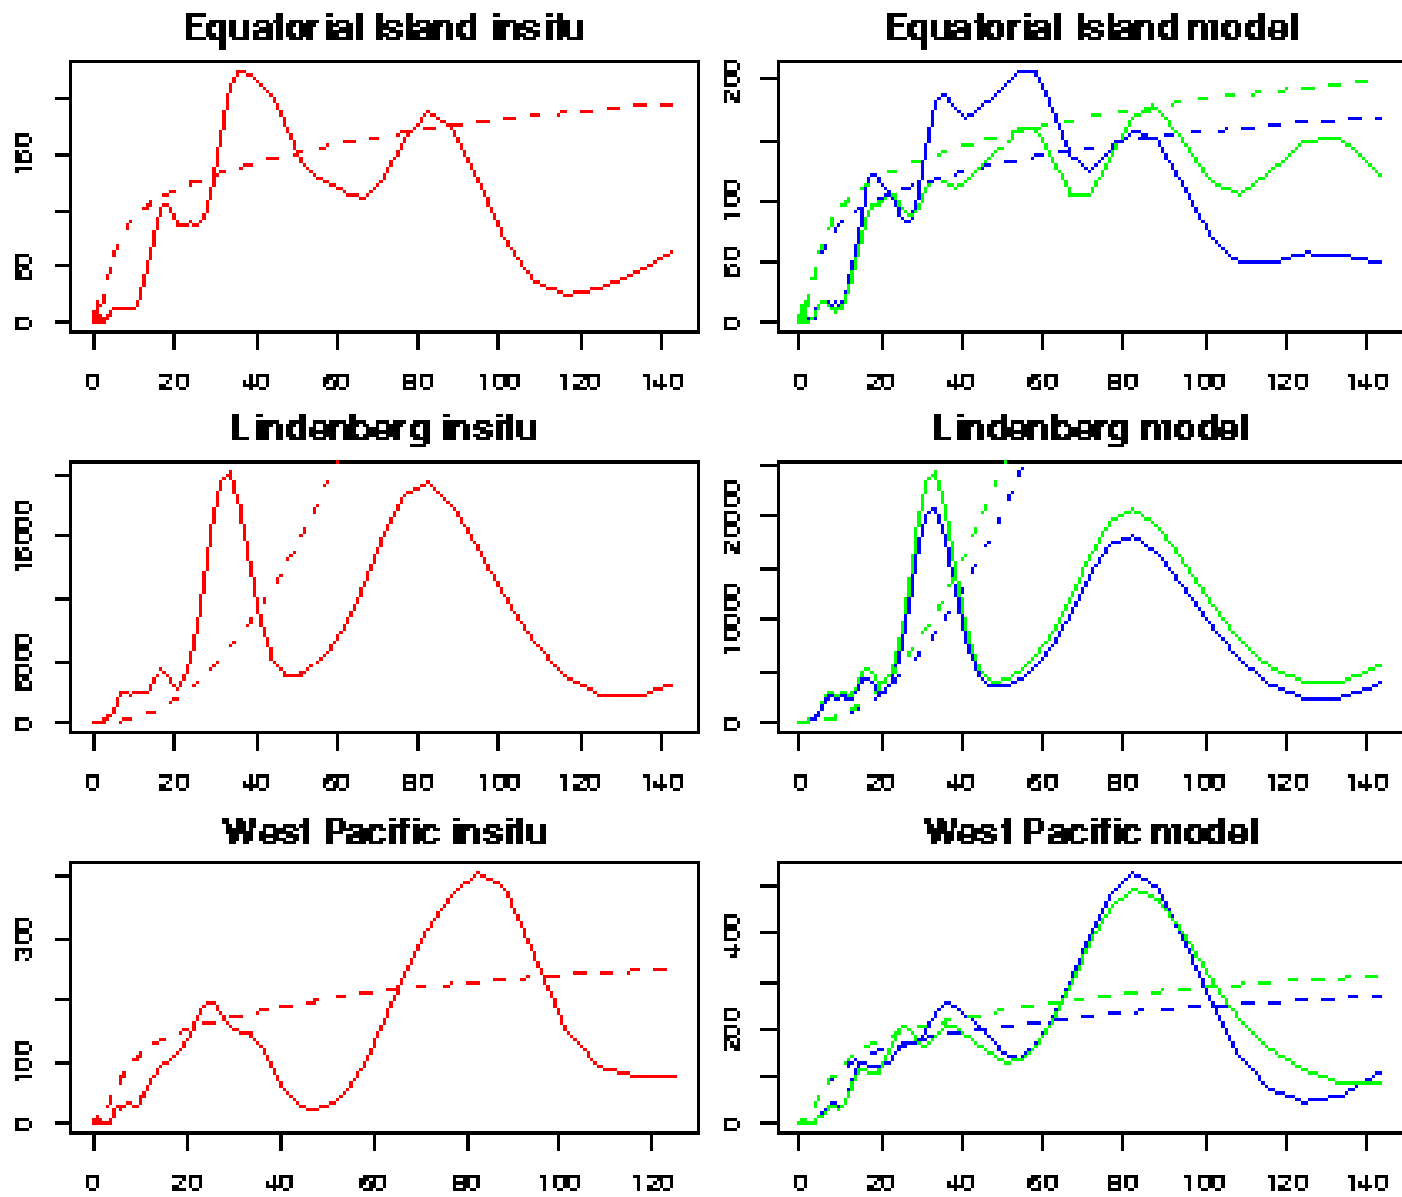 Equatorial Island insitu
150
50
0
0 20 40 60 80 100 120 140
Equatorial Island model
200
100
50
0
0 20 40 60 80 100 120 140
Lindenberg insitu
15000
5000
0
0 20 40 60 80 100 120 140
Lindenberg model
20000
10000
0
0 20 40 60 80 100 120 140
West Pacific insitu
300
100
0
0 20 40 60 80 100 120
West Pacific model
400
200
0
0 20 40 60 80 100 120 140